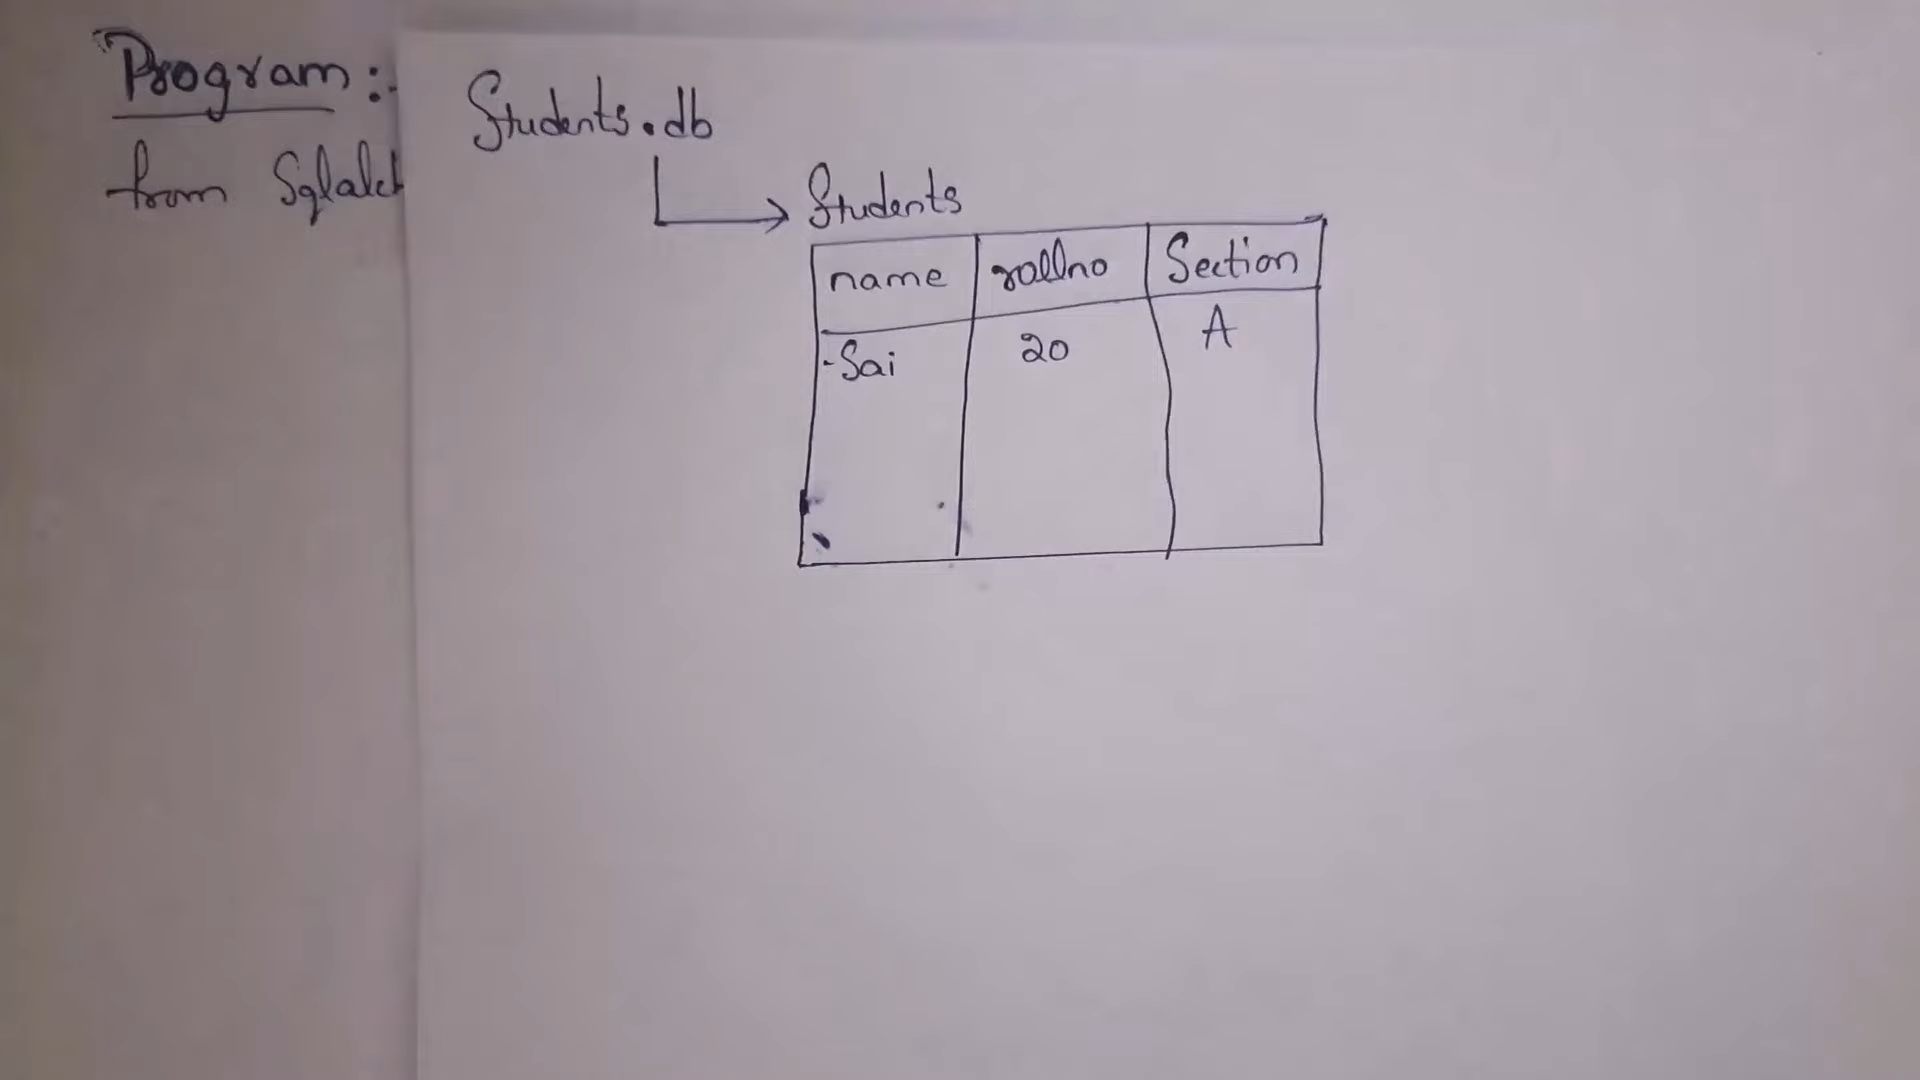 Program :-
from Sqlalch
Students.db
Students
name rollno Section
Sai 20 A